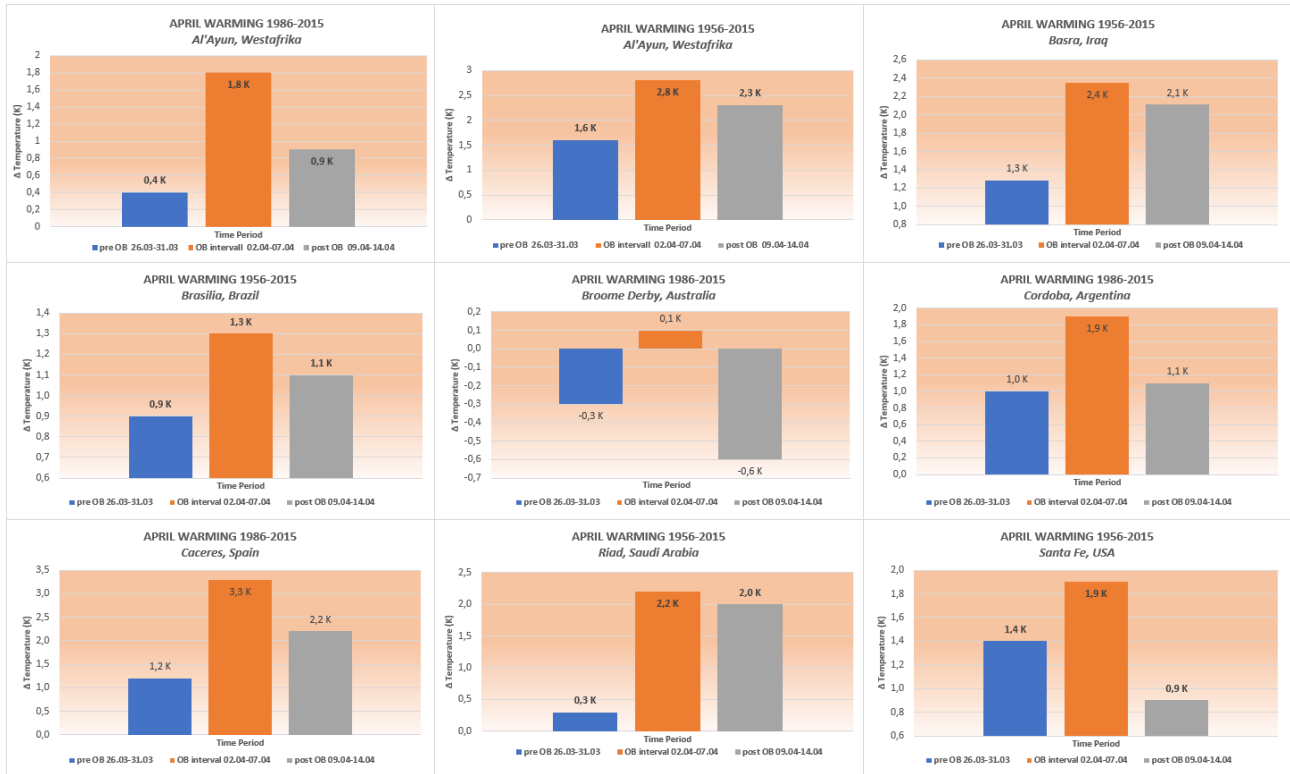 APRIL WARMING 1986-2015
Al'Ayun, Westafrika
Δ Temperature (K)
2
1,8
1,6
1,4
1,2
1
0,8
0,6
0,4
0,2
0
0,4 K
1,8 K
0,9 K
Time Period
pre OB 26.03-31.03 OB intervall 02.04-07.04 post OB 09.04-14.04
APRIL WARMING 1956-2015
Al'Ayun, Westafrika
Δ Temperature (K)
3
2,5
2
1,5
1
0,5
0
1,6 K
2,8 K
2,3 K
Time Period
pre OB 26.03-31.03 OB intervall 02.04-07.04 post OB 09.04-14.04
APRIL WARMING 1956-2015
Basra, Iraq
Δ Temperature (K)
2,6
2,4
2,2
2,0
1,8
1,6
1,4
1,2
1,0
0,8
1,3 K
2,4 K
2,1 K
Time Period
pre OB 26.03-31.03 OB interval 02.04-07.04 post OB 09.04-14.04
APRIL WARMING 1956-2015
Brasilia, Brazil
Δ Temperature (K)
1,4
1,3
1,2
1,1
1,0
0,9
0,8
0,7
0,6
0,9 K
1,3 K
1,1 K
Time Period
pre OB 26.03-31.03 OB interval 02.04-07.04 post OB 09.04-14.04
APRIL WARMING 1986-2015
Broome Derby, Australia
Δ Temperature (K)
0,2
0,1
0,0
-0,1
-0,2
-0,3
-0,4
-0,5
-0,6
-0,7
-0,3 K
0,1 K
-0,6 K
Time Period
pre OB 26.03-31.03 OB interval 02.04-07.04 post OB 09.04-14.04
APRIL WARMING 1986-2015
Cordoba, Argentina
Δ Temperature (K)
2,0
1,8
1,6
1,4
1,2
1,0
0,8
0,6
0,4
0,2
0,0
1,0 K
1,9 K
1,1 K
Time Period
pre OB 26.03-31.03 OB interval 02.04-07.04 post OB 09.04-14.04
APRIL WARMING 1986-2015
Caceres, Spain
Δ Temperature (K)
3,5
3,0
2,5
2,0
1,5
1,0
0,5
0,0
1,2 K
3,3 K
2,2 K
Time Period
pre OB 26.03-31.03 OB interval 02.04-07.04 post OB 09.04-14.04
APRIL WARMING 1956-2015
Riad, Saudi Arabia
Δ Temperature (K)
2,5
2,0
1,5
1,0
0,5
0,0
0,3 K
2,2 K
2,0 K
Time Period
pre OB 26.03-31.03 OB interval 02.04-07.04 post OB 09.04-14.04
APRIL WARMING 1956-2015
Santa Fe, USA
Δ Temperature (K)
2,0
1,8
1,6
1,4
1,2
1,0
0,8
0,6
1,4 K
1,9 K
0,9 K
Time Period
pre OB 26.03-31.03 OB interval 02.04-07.04 post OB 09.04-14.04